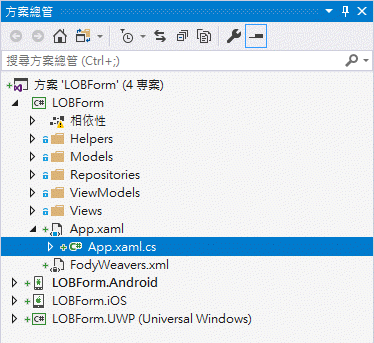 方案總管
搜尋方案總管 (Ctrl+;)
方案 'LOBForm' (4 專案)
C# LOBForm
相依性
Helpers
Models
Repositories
ViewModels
Views
App.xaml
C# App.xaml.cs
FodyWeavers.xml
LOBForm.Android
LOBForm.iOS
C# LOBForm.UWP (Universal Windows)